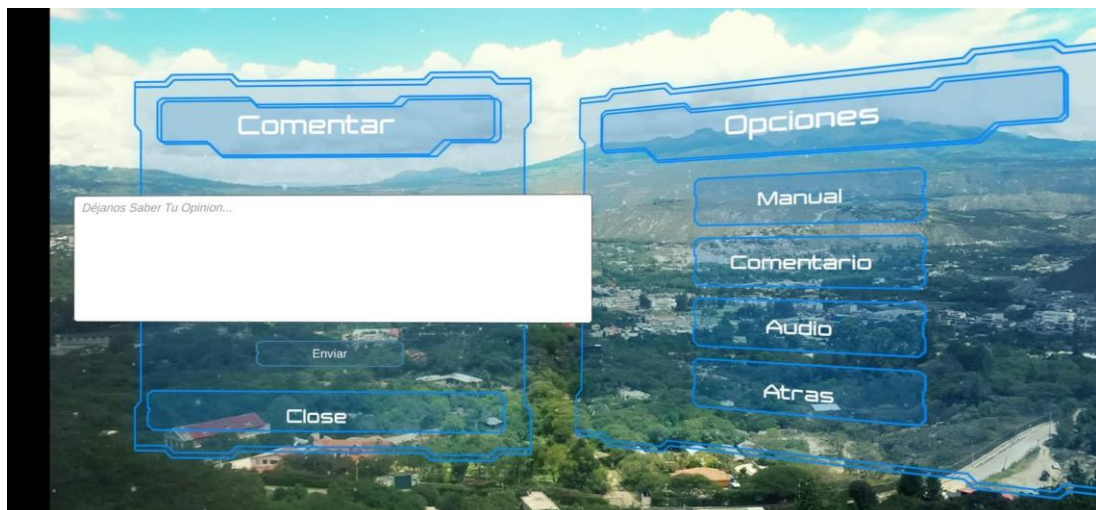 Comentar
Déjanos Saber Tu Opinion...
Enviar
Close
Opciones
Manual
Comentario
Audio
Atras